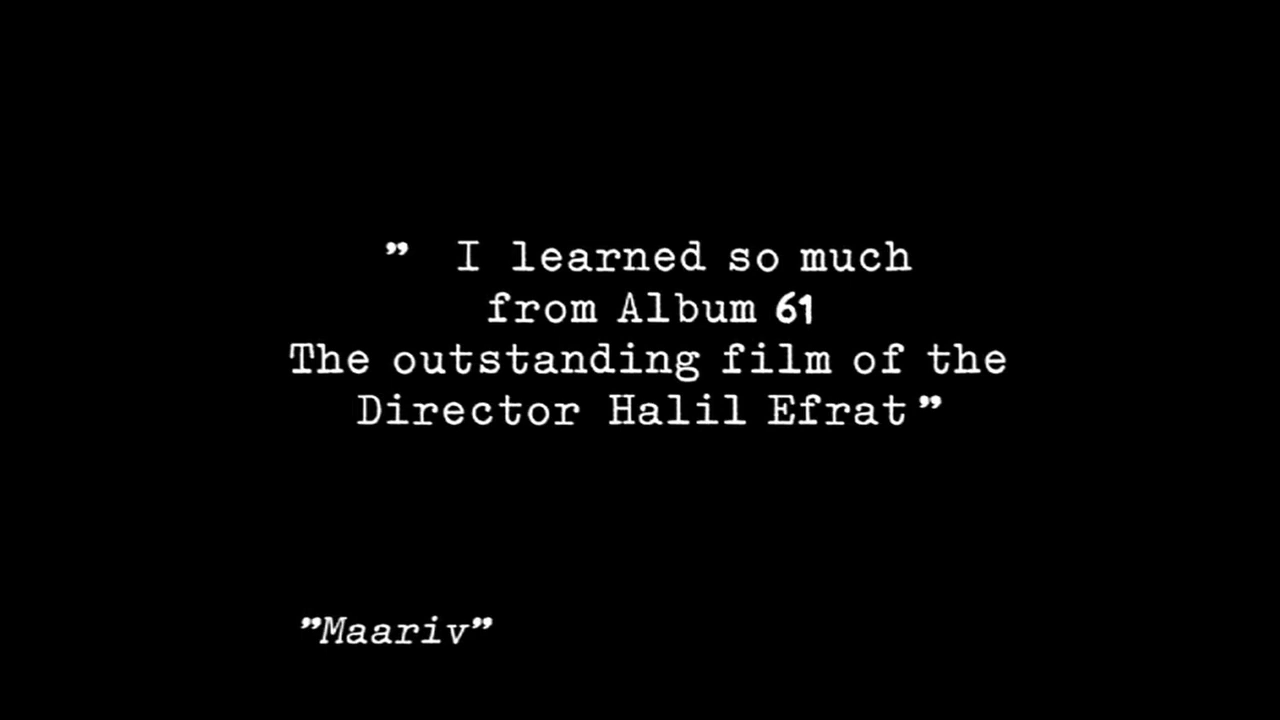 ” I learned so much
from Album 61
The outstanding film of the
Director Halil Efrat”
”Maariv”